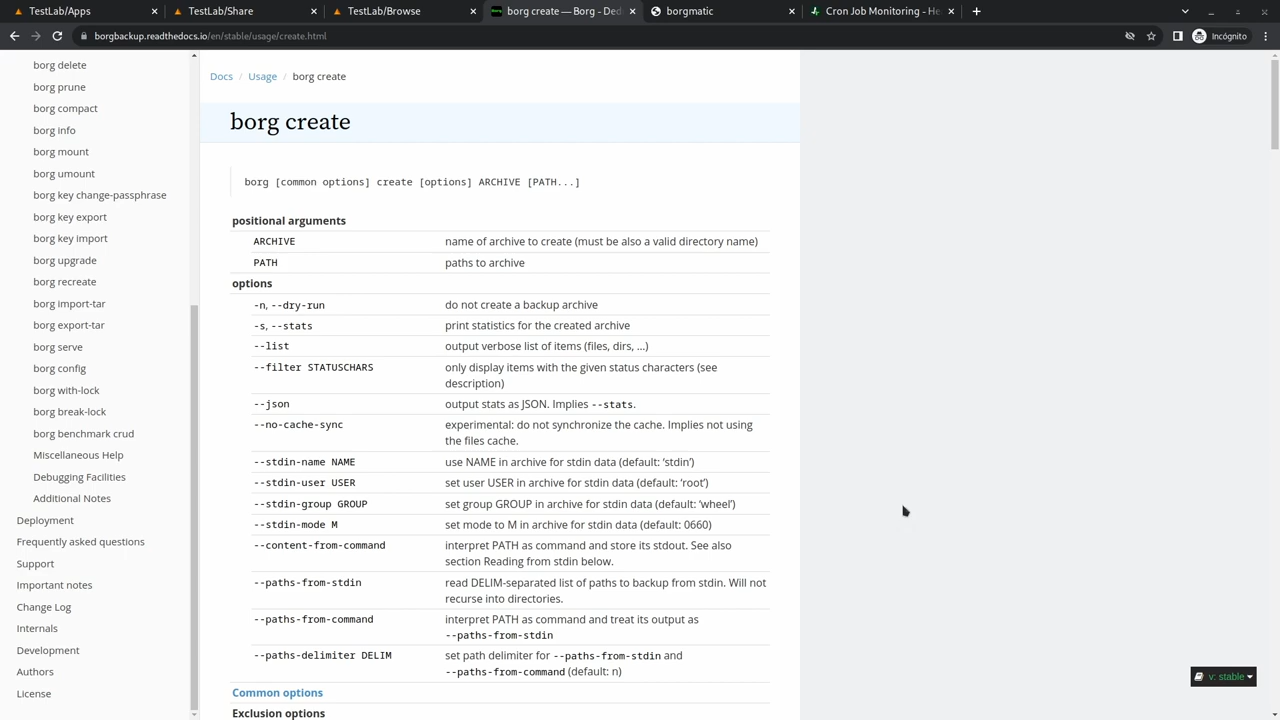 TestLab/Apps
TestLab/Share
TestLab/Browse
borg create — Borg - Ded
borgmatic
Cron Job Monitoring - He
borgbackup.readthedocs.io/en/stable/usage/create.html
Incógnito
borg delete
borg prune
borg compact
borg info
borg mount
borg umount
borg key change-passphrase
borg key export
borg key import
borg upgrade
borg recreate
borg import-tar
borg export-tar
borg serve
borg config
borg with-lock
borg break-lock
borg benchmark crud
Miscellaneous Help
Debugging Facilities
Additional Notes
Deployment
Frequently asked questions
Support
Important notes
Change Log
Internals
Development
Authors
License
Docs / Usage / borg create
borg create
borg [common options] create [options] ARCHIVE [PATH...]
positional arguments
ARCHIVE name of archive to create (must be also a valid directory name)
PATH paths to archive
options
-n, --dry-run do not create a backup archive
-s, --stats print statistics for the created archive
--list output verbose list of items (files, dirs, …)
--filter STATUSCHARS only display items with the given status characters (see
description)
--json output stats as JSON. Implies --stats.
--no-cache-sync experimental: do not synchronize the cache. Implies not using
the files cache.
--stdin-name NAME use NAME in archive for stdin data (default: ‘stdin’)
--stdin-user USER set user USER in archive for stdin data (default: ‘root’)
--stdin-group GROUP set group GROUP in archive for stdin data (default: ‘wheel’)
--stdin-mode M set mode to M in archive for stdin data (default: 0660)
--content-from-command interpret PATH as command and store its stdout. See also
section Reading from stdin below.
--paths-from-stdin read DELIM-separated list of paths to backup from stdin. Will not
recurse into directories.
--paths-from-command interpret PATH as command and treat its output as
--paths-from-stdin
--paths-delimiter DELIM set path delimiter for --paths-from-stdin and
--paths-from-command (default: n)
Common options
Exclusion options
v: stable